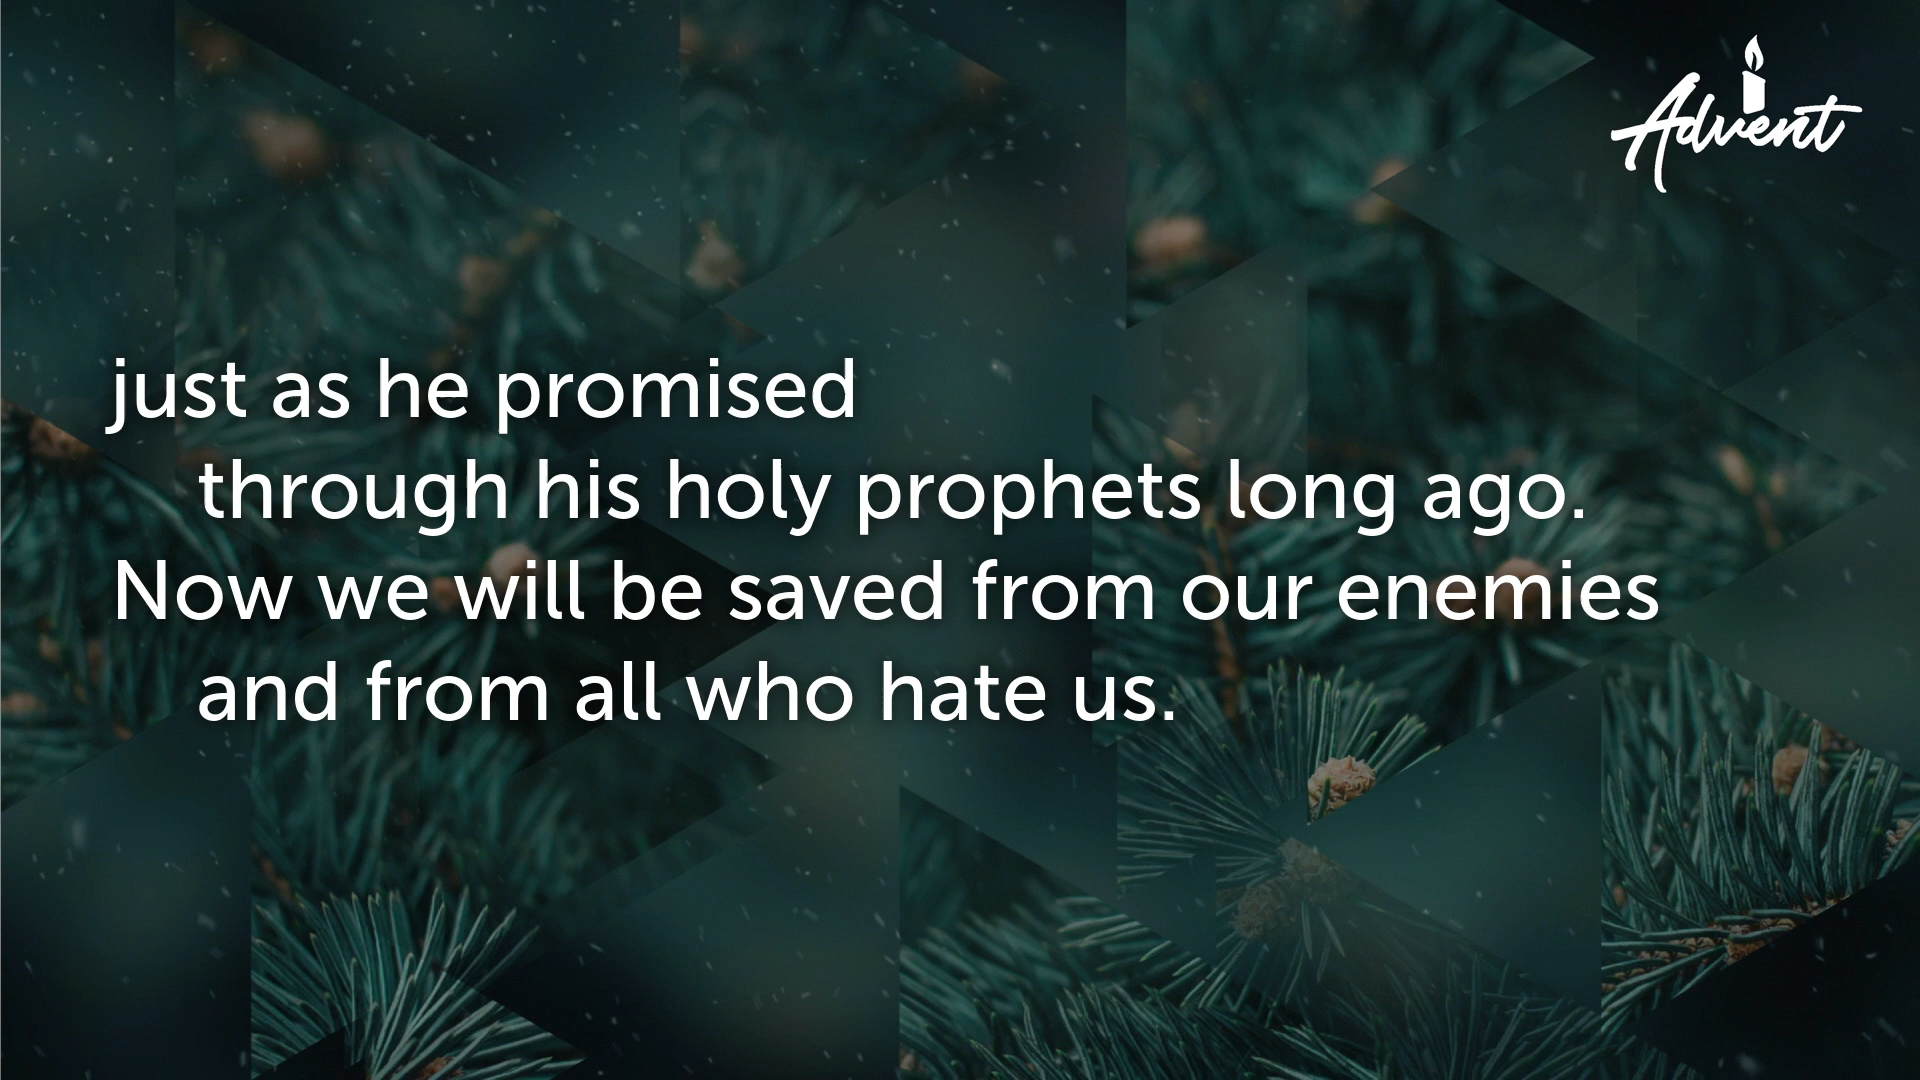 Advent
just as he promised
through his holy prophets long ago.
Now we will be saved from our enemies
and from all who hate us.